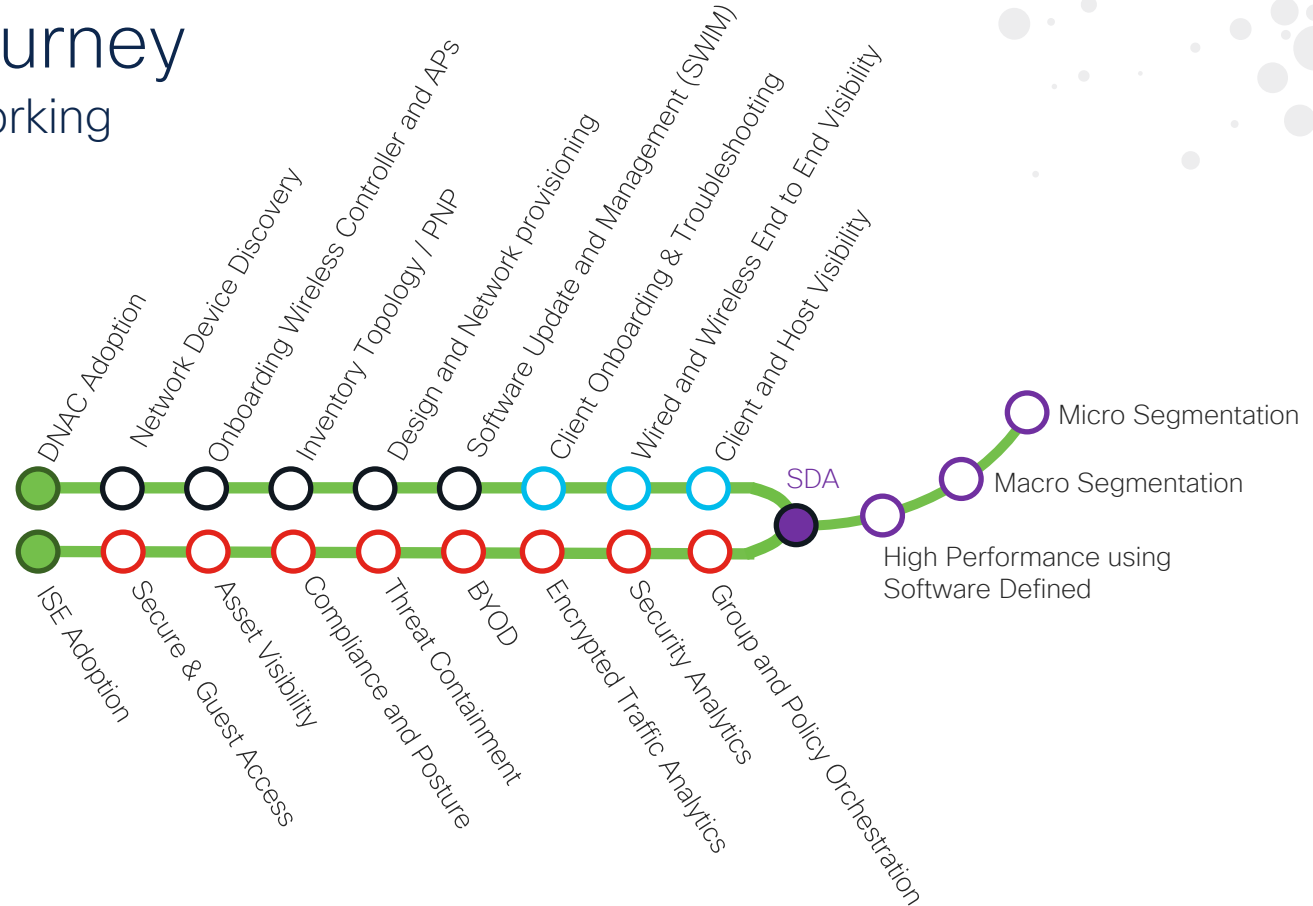 urney
orking
DNAC Adoption
Network Device Discovery
Onboarding Wireless Controller and APs
Inventory Topology / PNP
Design and Network provisioning
Software Update and Management (SWIM)
Client Onboarding & Troubleshooting
Wired and Wireless End to End Visibility
Client and Host Visibility
SDA
Micro Segmentation
Macro Segmentation
High Performance using
Software Defined
ISE Adoption
Secure & Guest Access
Asset Visibility
Compliance and Posture
Threat Containment
BYOD
Encrypted Traffic Analytics
Security Analytics
Group and Policy Orchestration